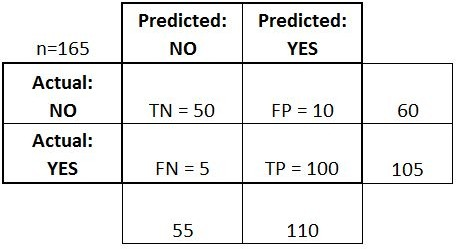 Predicted: Predicted:
n=165 NO YES
Actual:
NO TN = 50 FP = 10 60
Actual:
YES FN = 5 TP = 100 105
55 110